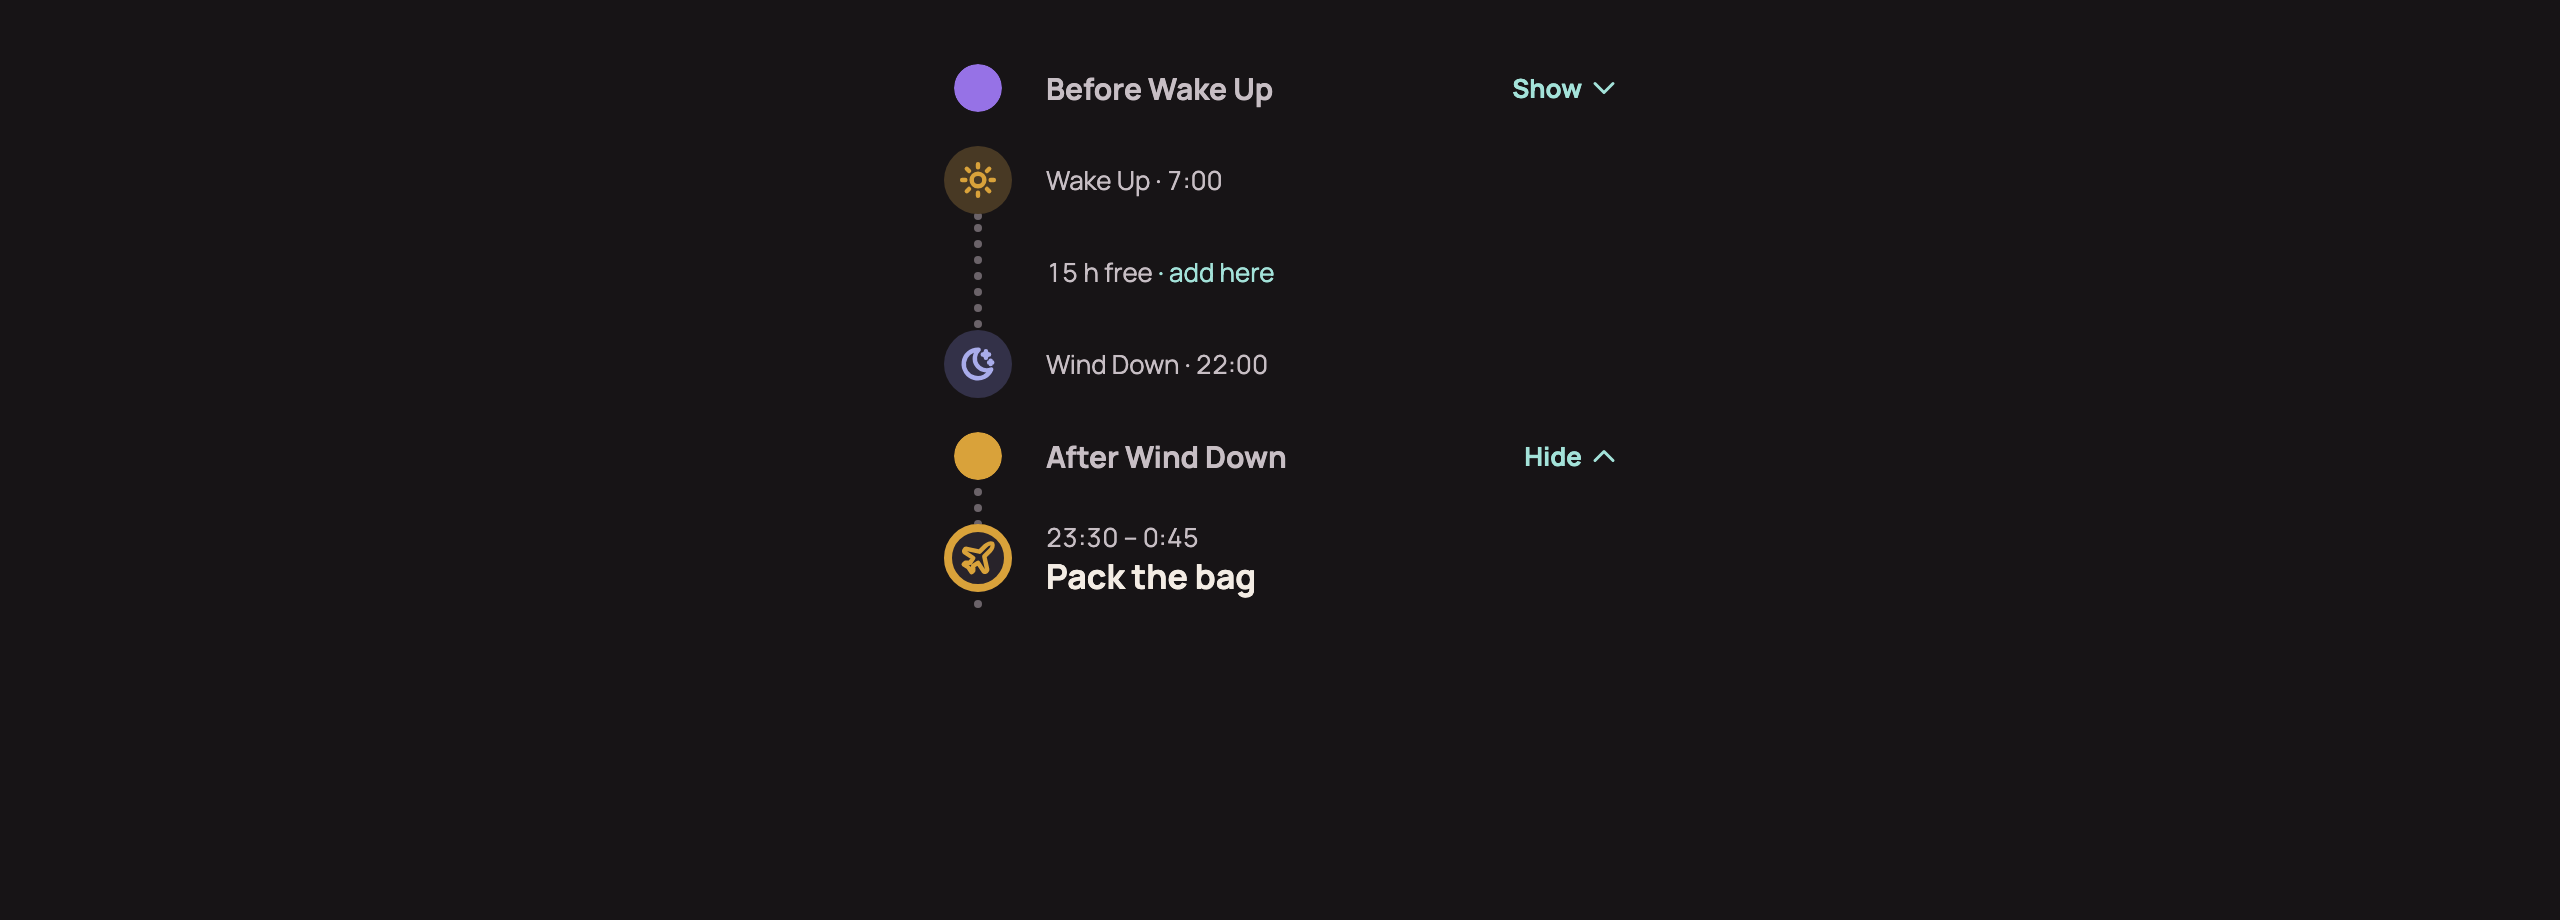 Before Wake Up
Show
Wake Up · 7:00
15 h free · add here
Wind Down · 22:00
After Wind Down
Hide
23:30 – 0:45
Pack the bag